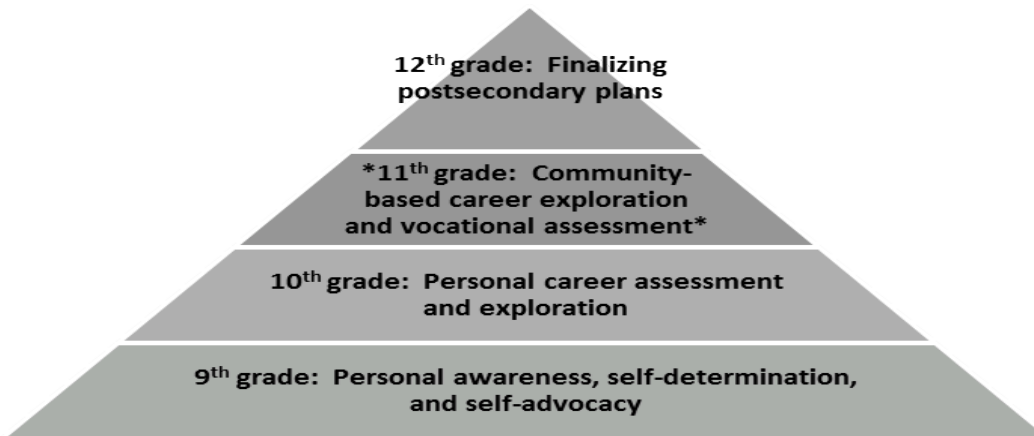 12th grade:  Finalizing
postsecondary plans
*11th grade:  Community-
based career exploration
and vocational assessment*
10th grade:  Personal career assessment
and exploration
9th grade:  Personal awareness, self-determination,
and self-advocacy